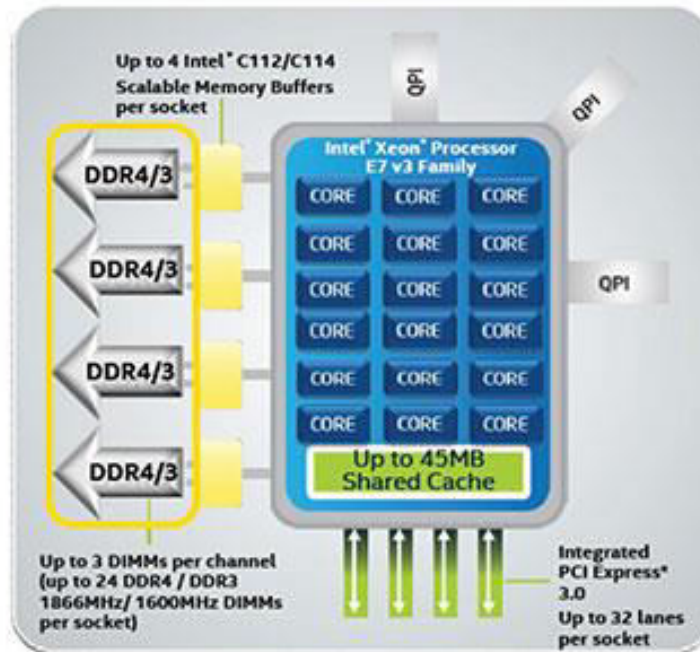 Up to 4 Intel® C112/C114
Scalable Memory Buffers
per socket
QPI
QPI
Intel® Xeon® Processor
E7 v3 Family
DDR4/3
CORE CORE CORE
CORE CORE CORE
DDR4/3
CORE CORE CORE
QPI
CORE CORE CORE
DDR4/3
CORE CORE CORE
CORE CORE CORE
DDR4/3
Up to 45MB
Shared Cache
Up to 3 DIMMs per channel
(up to 24 DDR4 / DDR3
1866MHz/ 1600MHz DIMMs
per socket)
Integrated
PCI Express*
3.0
Up to 32 lanes
per socket